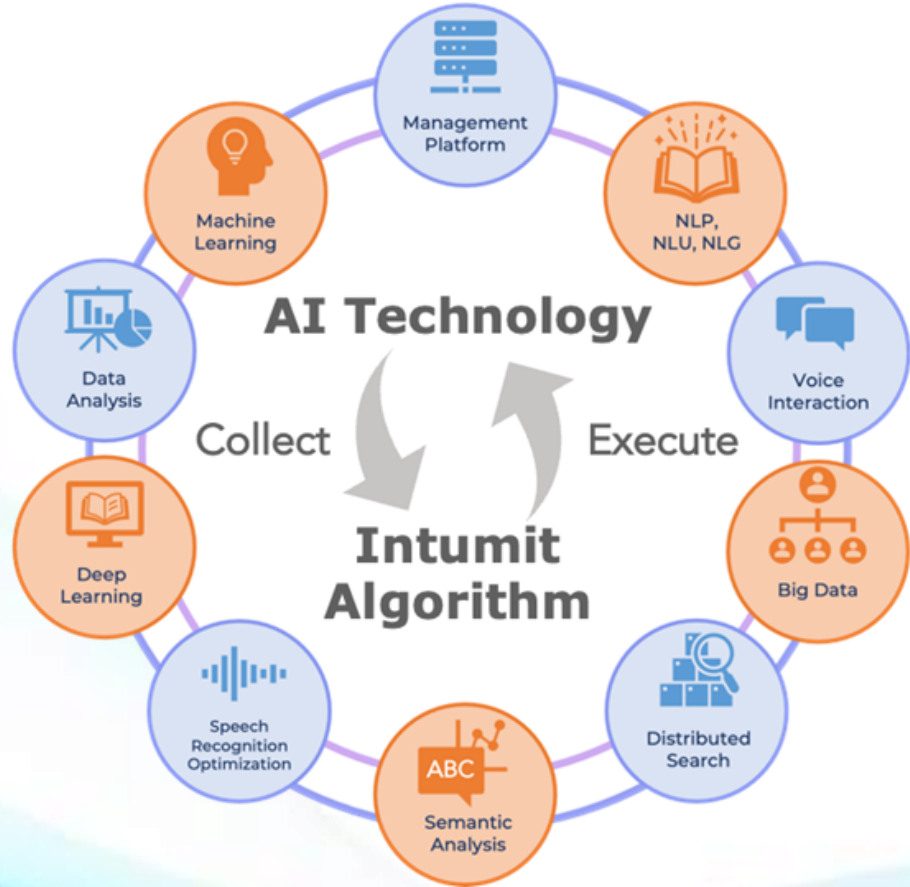 Management
Platform
NLP,
NLU, NLG
Voice
Interaction
Big Data
Distributed
Search
ABC
Semantic
Analysis
Speech
Recognition
Optimization
Deep
Learning
Data
Analysis
Machine
Learning
AI Technology
Collect
Execute
Intumit
Algorithm